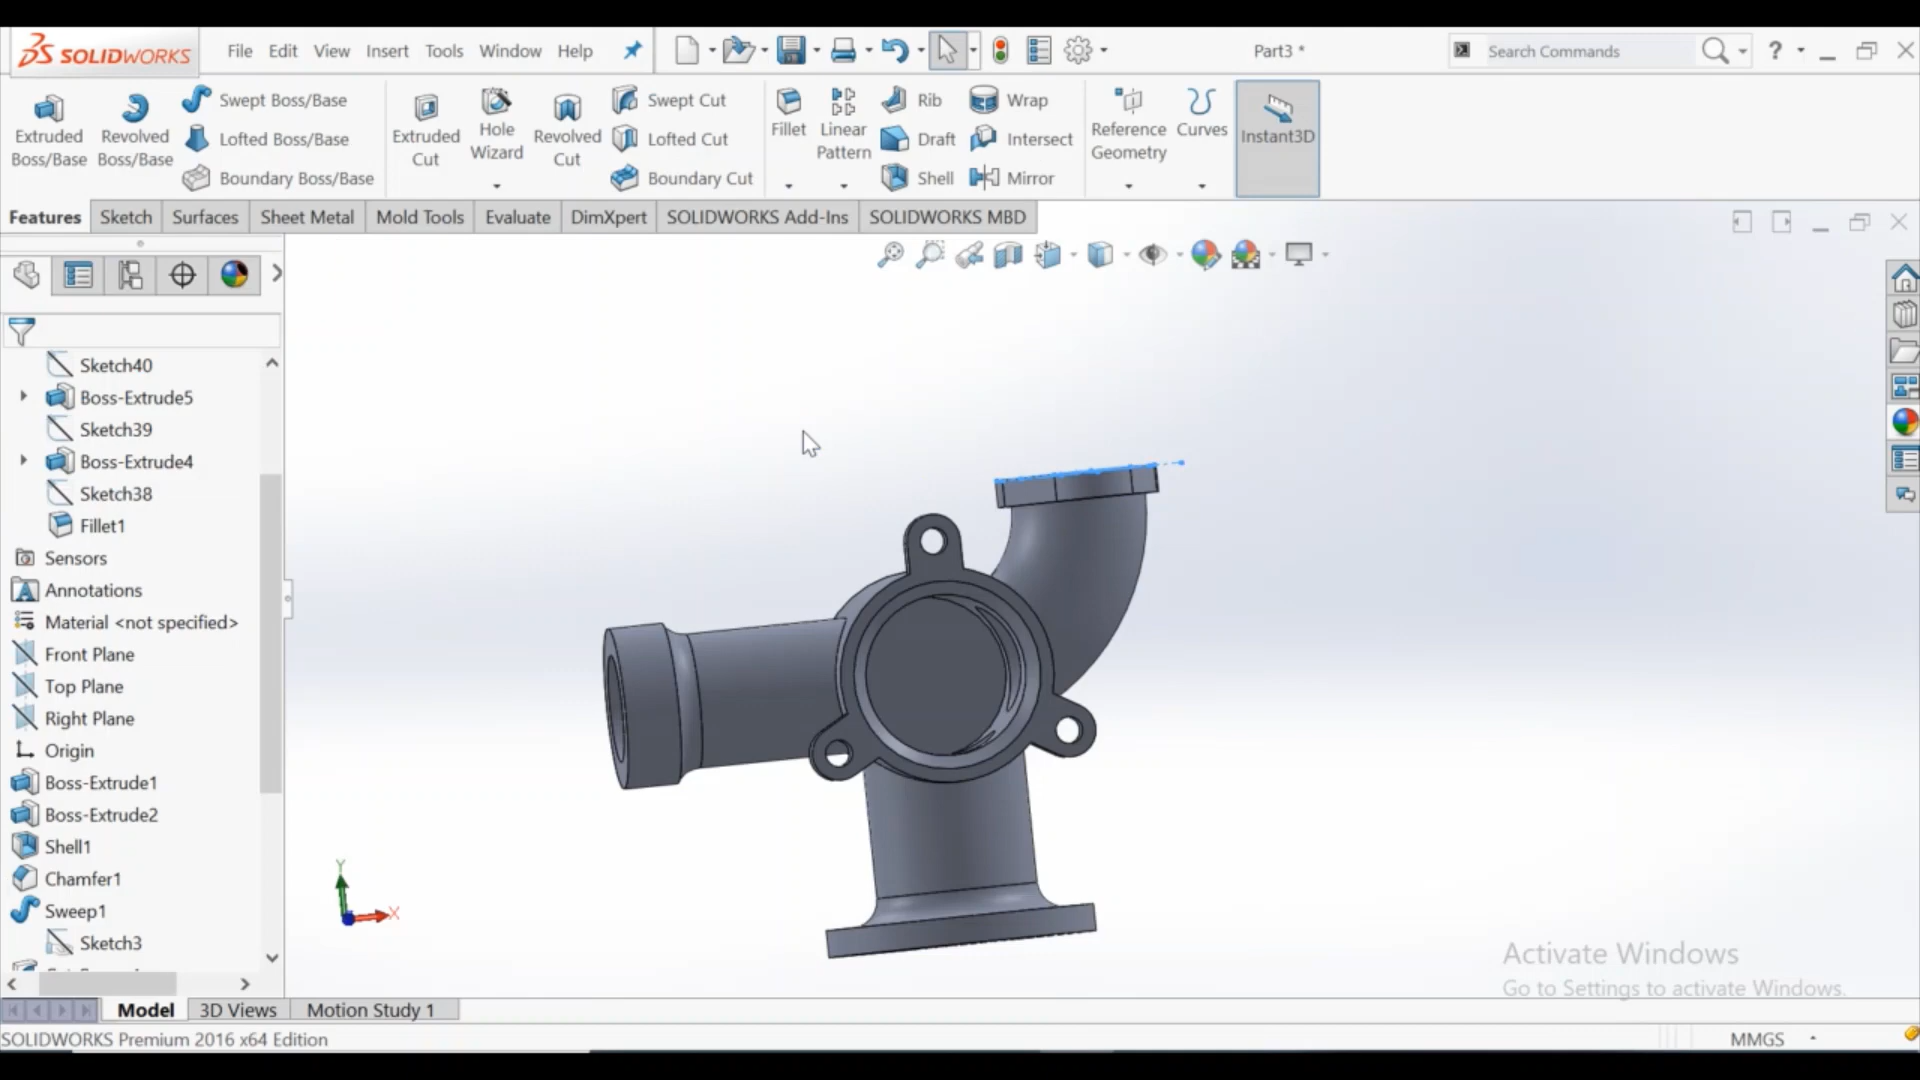 SOLIDWORKS
File Edit View Insert Tools Window Help
Part3 *
Search Commands
Extruded Boss/Base
Revolved Boss/Base
Swept Boss/Base
Lofted Boss/Base
Boundary Boss/Base
Extruded Cut
Hole Wizard
Revolved Cut
Swept Cut
Lofted Cut
Boundary Cut
Fillet
Linear Pattern
Rib
Draft
Shell
Wrap
Intersect
Mirror
Reference Geometry
Curves
Instant3D
Features Sketch Surfaces Sheet Metal Mold Tools Evaluate DimXpert SOLIDWORKS Add-Ins SOLIDWORKS MBD
Sketch40
Boss-Extrude5
Sketch39
Boss-Extrude4
Sketch38
Fillet1
Sensors
Annotations
Material <not specified>
Front Plane
Top Plane
Right Plane
Origin
Boss-Extrude1
Boss-Extrude2
Shell1
Chamfer1
Sweep1
Sketch3
Y
X
Activate Windows
Go to Settings to activate Windows.
Model 3D Views Motion Study 1
SOLIDWORKS Premium 2016 x64 Edition
MMGS